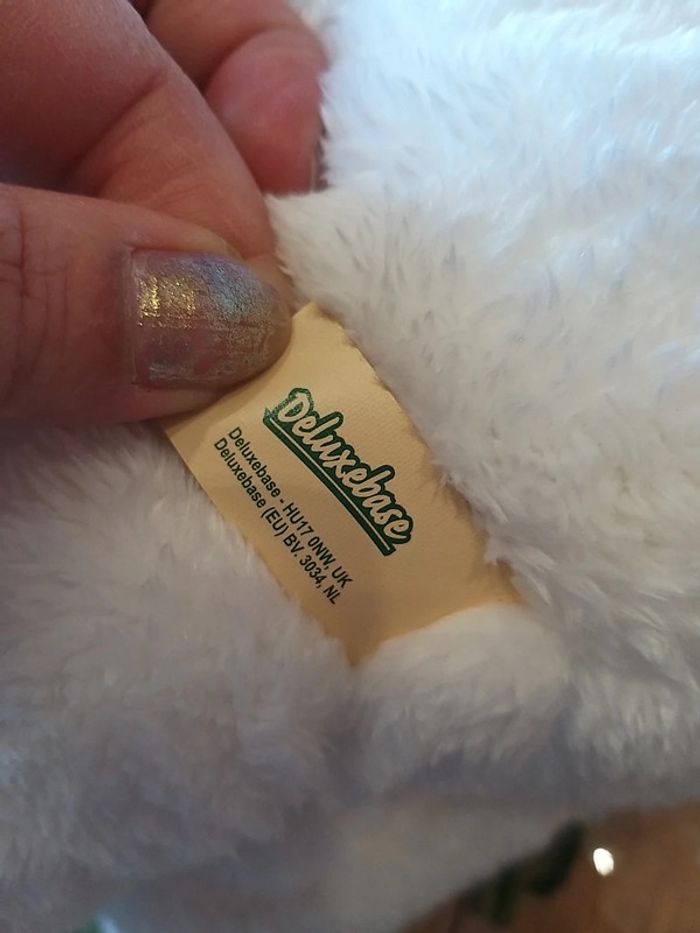 Deluxebase
Deluxebase - HU17 0NW, UK
Deluxebase (EU) BV. 3034, NL